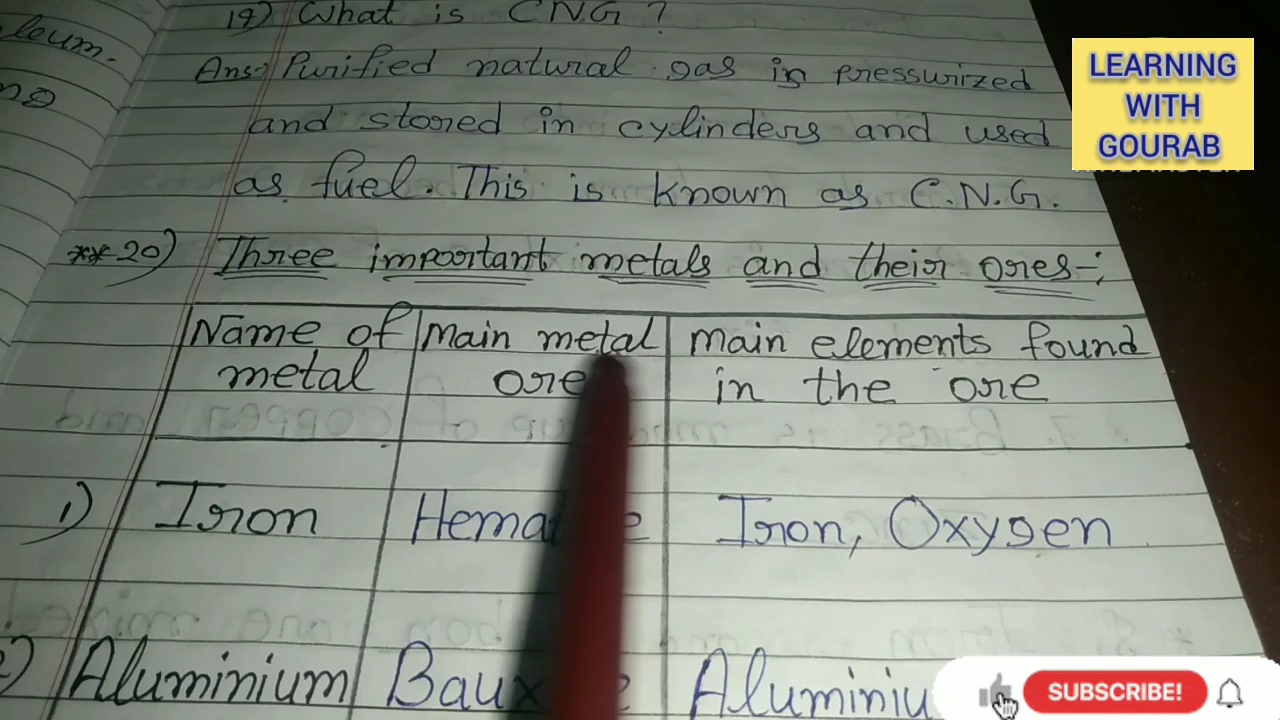 leum.
19) What is CNG?
Ans:- Purified natural gas is pressurized
and stored in cylinders and used
as fuel. This is known as C.N.G.
** 20) Three important metals and their ores-:
Name of metal
Main metal ore
Main elements found in the ore
1) Iron
Iron, Oxygen
2) Aluminium
LEARNING
WITH
GOURAB
SUBSCRIBE!